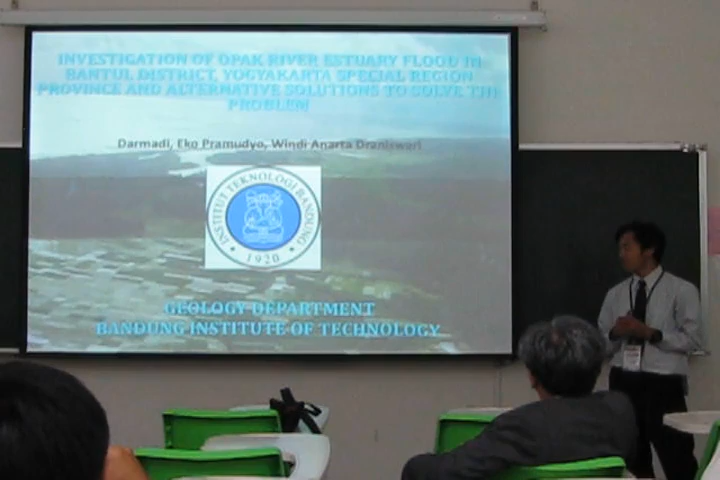 INVESTIGATION OF OPAK RIVER ESTUARY FLOOD IN
BANTUL DISTRICT, YOGYAKARTA SPECIAL REGION
PROVINCE AND ALTERNATIVE SOLUTIONS TO SOLVE THE
PROBLEM
Darmadi, Eko Pramudyo, Windi Anarta Draniswari
INSTITUT TEKNOLOGI BANDUNG
1920
GEOLOGY DEPARTMENT
BANDUNG INSTITUTE OF TECHNOLOGY